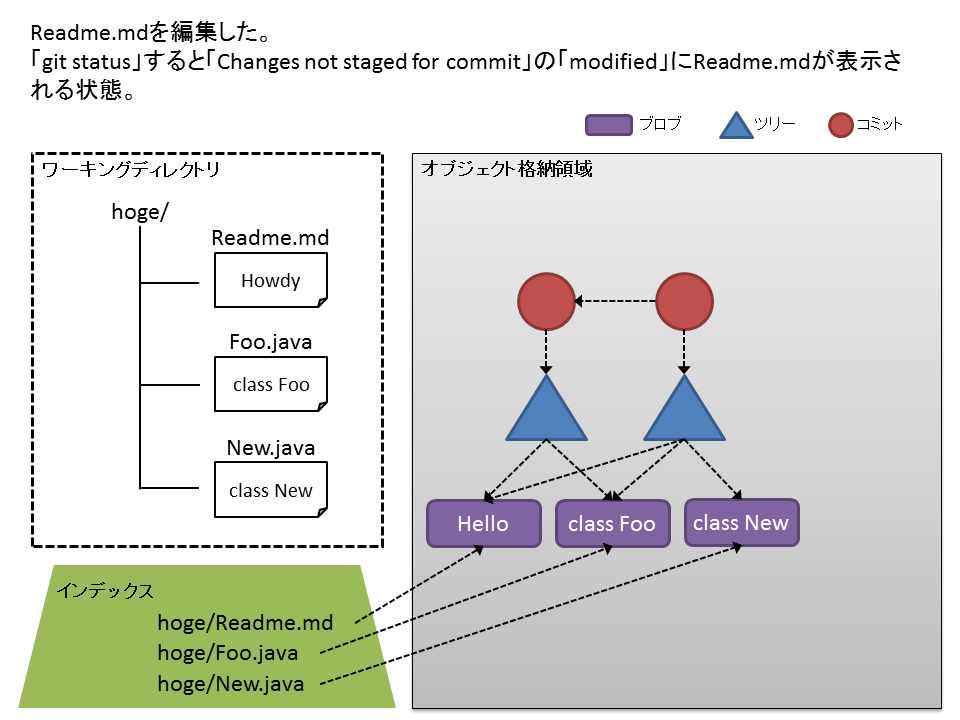 Readme.mdを編集した。
「git status」すると「Changes not staged for commit」の「modified」にReadme.mdが表示さ
れる状態。
ブロブ
ツリー
コミット
ワーキングディレクトリ
hoge/
Readme.md
Howdy
Foo.java
class Foo
New.java
class New
オブジェクト格納領域
Hello
class Foo
class New
インデックス
hoge/Readme.md
hoge/Foo.java
hoge/New.java